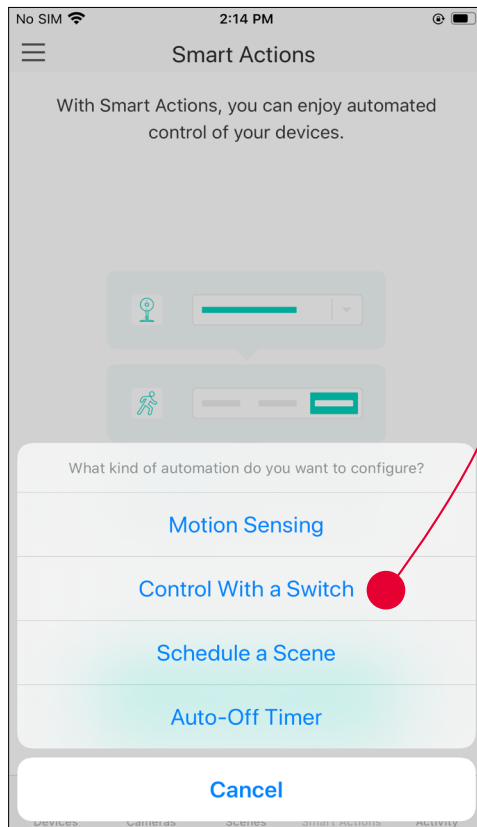 No SIM 2:14 PM
Smart Actions
With Smart Actions, you can enjoy automated
control of your devices.
What kind of automation do you want to configure?
Motion Sensing
Control With a Switch
Schedule a Scene
Auto-Off Timer
Cancel
Devices Cameras Scenes Smart Actions Activity